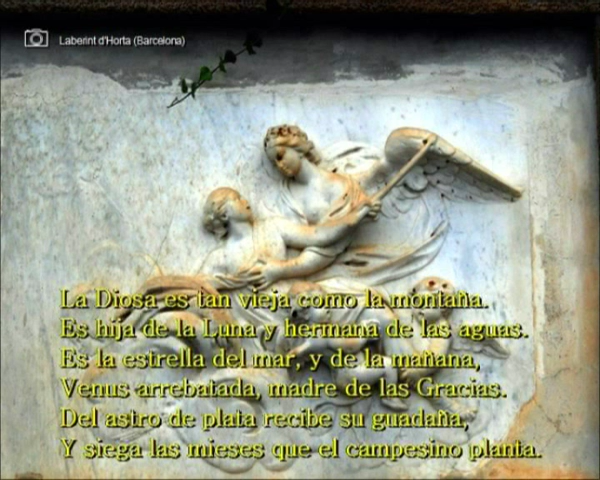 Laberint d'Horta (Barcelona)
La Diosa es tan vieja como la montaña.
Es hija de la Luna y hermana de las aguas.
Es la estrella del mar, y de la mañana,
Venus arrebatada, madre de las Gracias.
Del astro de plata recibe su guadaña,
Y siega las mieses que el campesino planta.